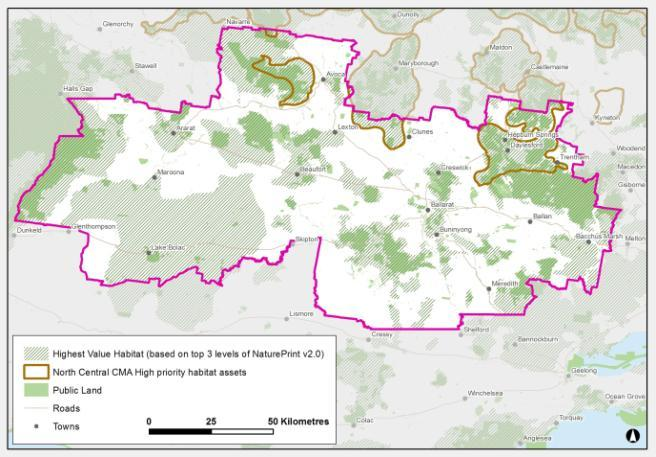 Dunolly
Navarre
Glenorchy
Maldon
Stawell
Maryborough
Castlemaine
Avoca
Halls Gap
Kyneton
Ararat
Lexton
Clunes
Hepburn Springs
Daylesford
Woodend
Trentham
Macedon
Beaufort
Creswick
Maroona
Gisborne
Ballarat
Ballan
Dunkeld
Glenthompson
Buninyong
Skipton
Bacchus Marsh
Melton
Lake Bolac
Meredith
Lismore
Shelford
Cressy
Bannockburn
Highest Value Habitat (based on top 3 levels of NaturePrint v2.0)
North Central CMA High priority habitat assets
Geelong
Public Land
Winchelsea
Ocean Grove
Roads
Torquay
Towns
0 25 50 Kilometres
Colac
Anglesea